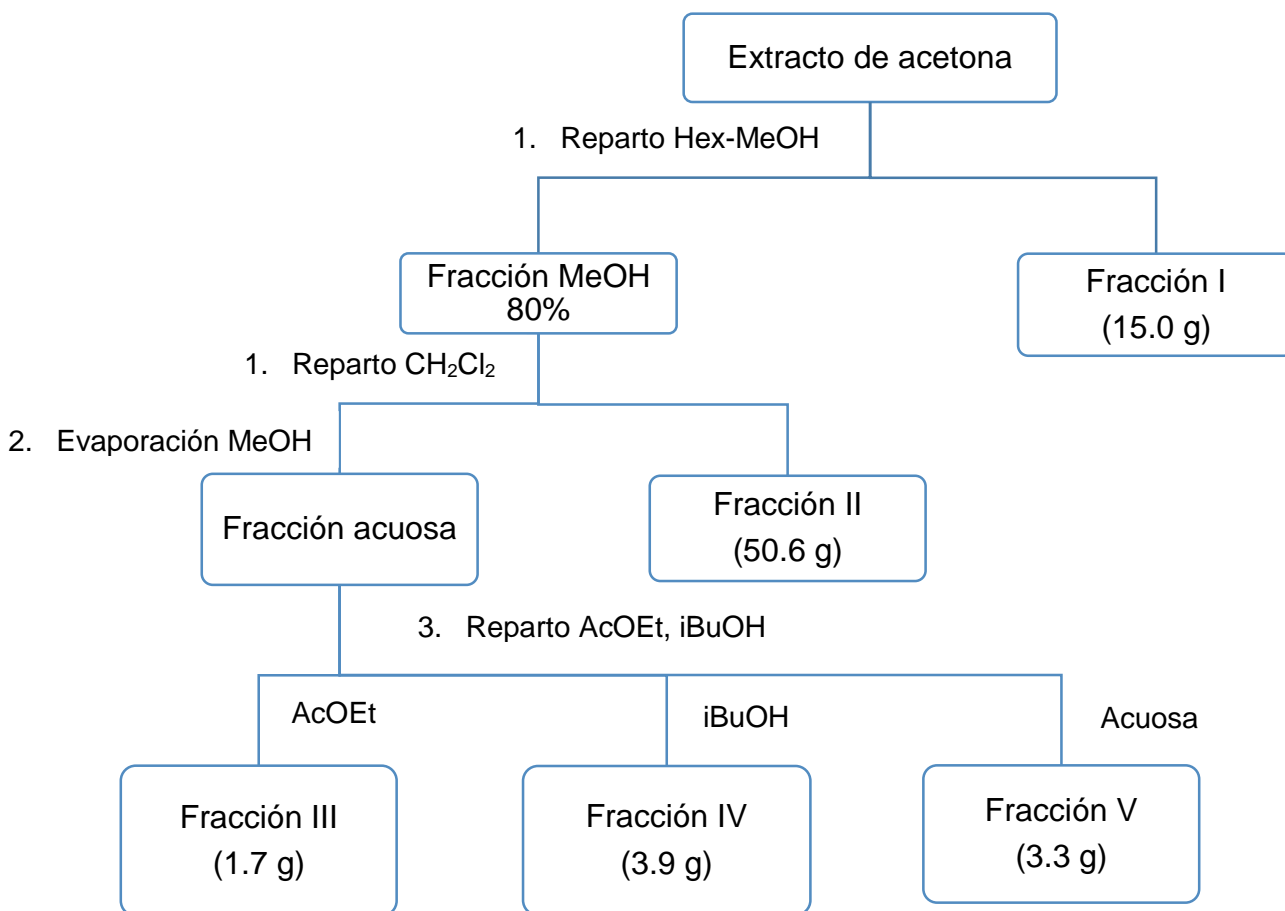 Extracto de acetona
1. Reparto Hex-MeOH
Fracción MeOH
80%
Fracción I
(15.0 g)
1. Reparto CH₂Cl₂
2. Evaporación MeOH
Fracción acuosa
Fracción II
(50.6 g)
3. Reparto AcOEt, iBuOH
AcOEt
iBuOH
Acuosa
Fracción III
(1.7 g)
Fracción IV
(3.9 g)
Fracción V
(3.3 g)